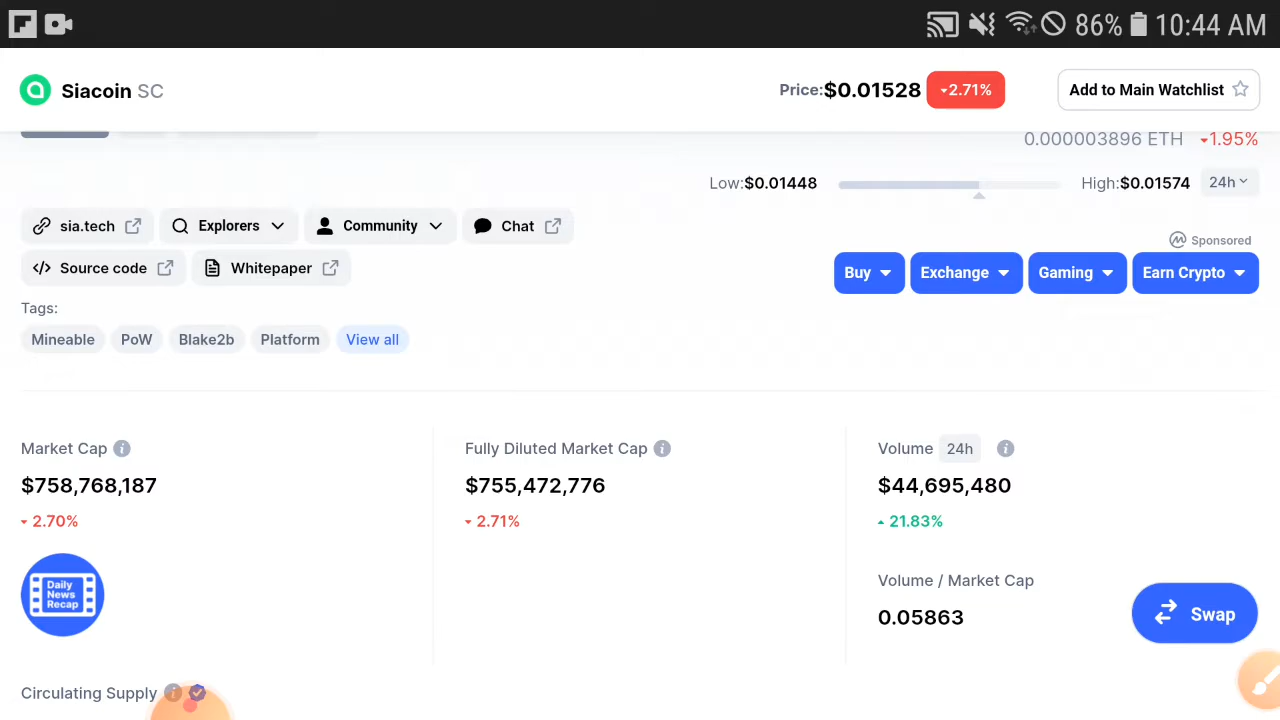 86% 10:44 AM
Siacoin SC
Price:$0.01528 2.71% Add to Main Watchlist
0.000003896 ETH 1.95%
Low:$0.01448 High:$0.01574 24h
sia.tech Explorers Community Chat
Sponsored
Source code Whitepaper
Buy Exchange Gaming Earn Crypto
Tags:
Mineable PoW Blake2b Platform View all
Market Cap Fully Diluted Market Cap Volume 24h
$758,768,187 $755,472,776 $44,695,480
2.70% 2.71% 21.83%
Daily
News
Recap
Volume / Market Cap
0.05863
Swap
Circulating Supply